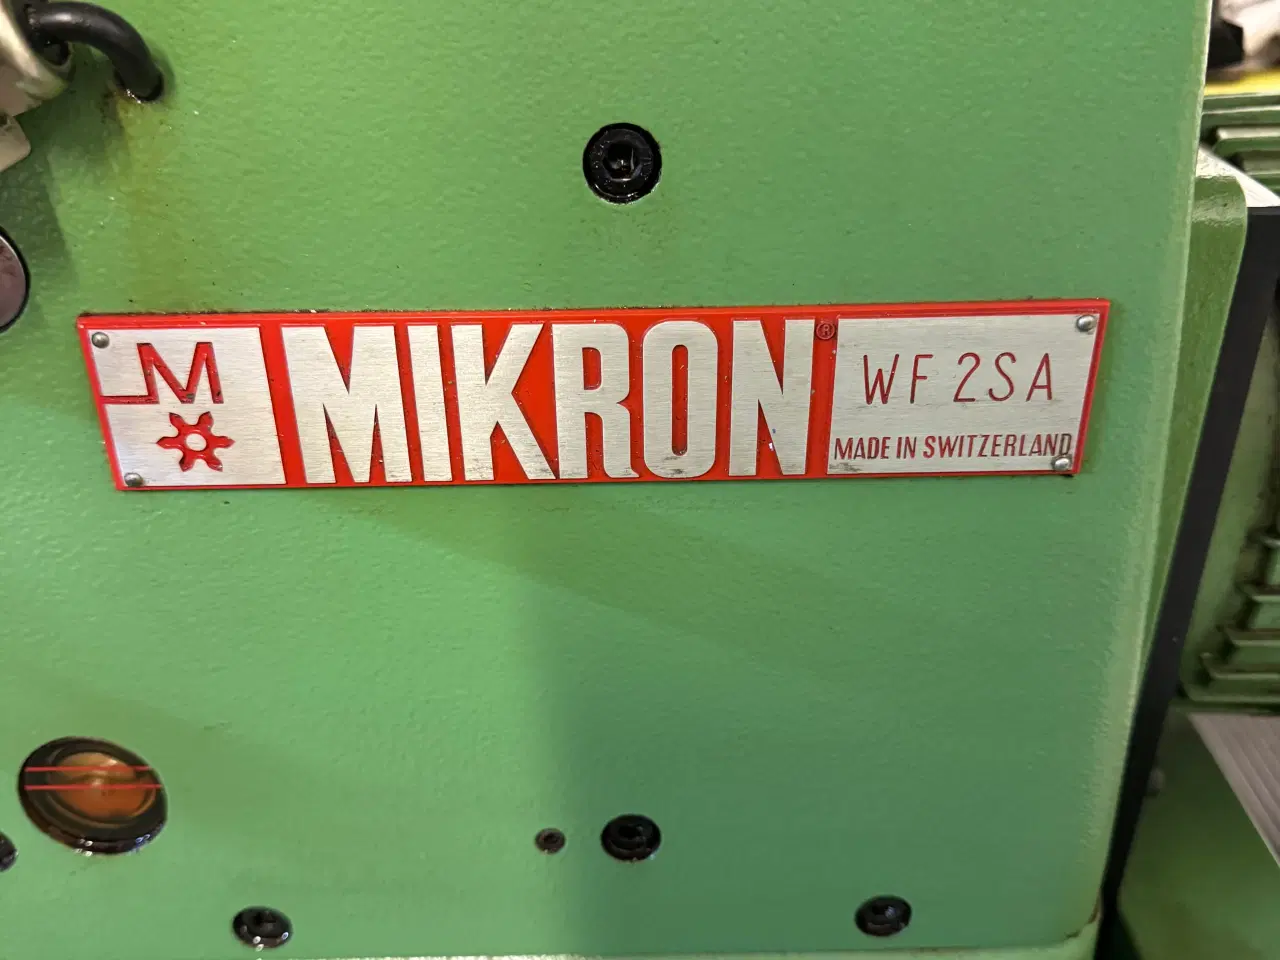 M
MIKRON®
WF 2SA
MADE IN SWITZERLAND